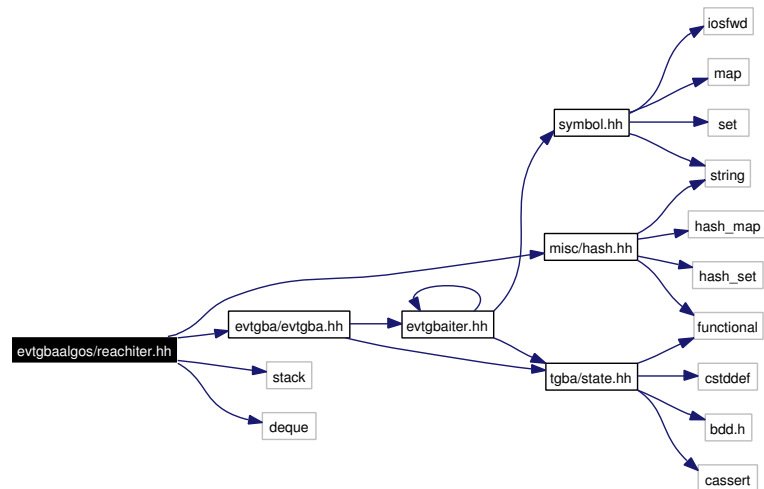 iosfwd
map
symbol.hh
set
string
hash_map
misc/hash.hh
hash_set
evtgba/evtgba.hh
evtgbaiter.hh
functional
evtgbaalgos/reachiter.hh
stack
tgba/state.hh
cstddef
deque
bdd.h
cassert